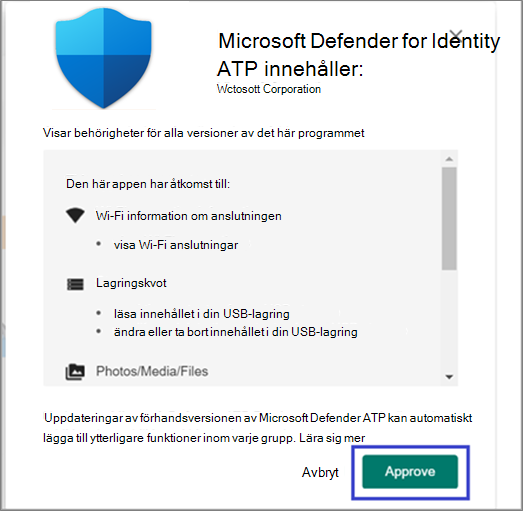 Microsoft Defender for Identity
ATP innehåller:
Wctosott Corporation
Visar behörigheter för alla versioner av det här programmet
Den här appen har åtkomst till:
Wi-Fi information om anslutningen
• visa Wi-Fi anslutningar
Lagringskvot
• läsa innehållet i din USB-lagring
• ändra eller ta bort innehållet i din USB-lagring
Photos/Media/Files
Uppdateringar av förhandsversionen av Microsoft Defender ATP kan automatiskt
lägga till ytterligare funktioner inom varje grupp. Lära sig mer
Avbryt Approve